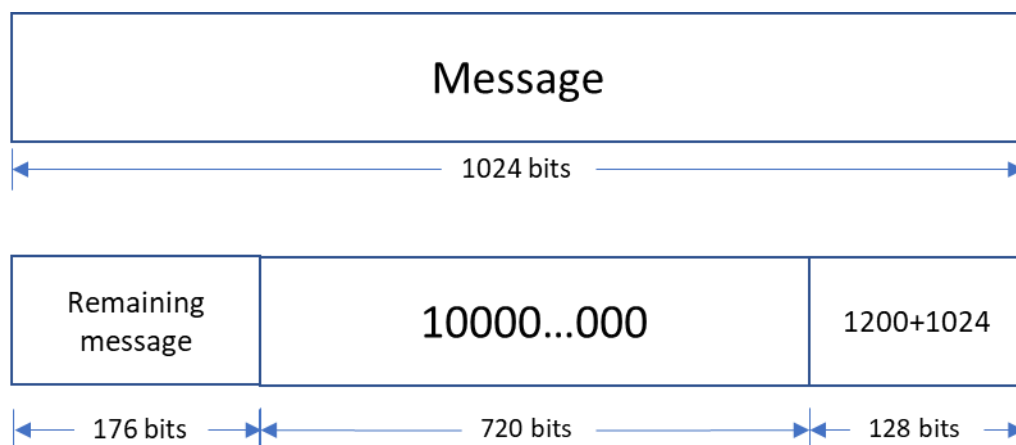 Message
1024 bits
Remaining
message
10000...000
1200+1024
176 bits
720 bits
128 bits